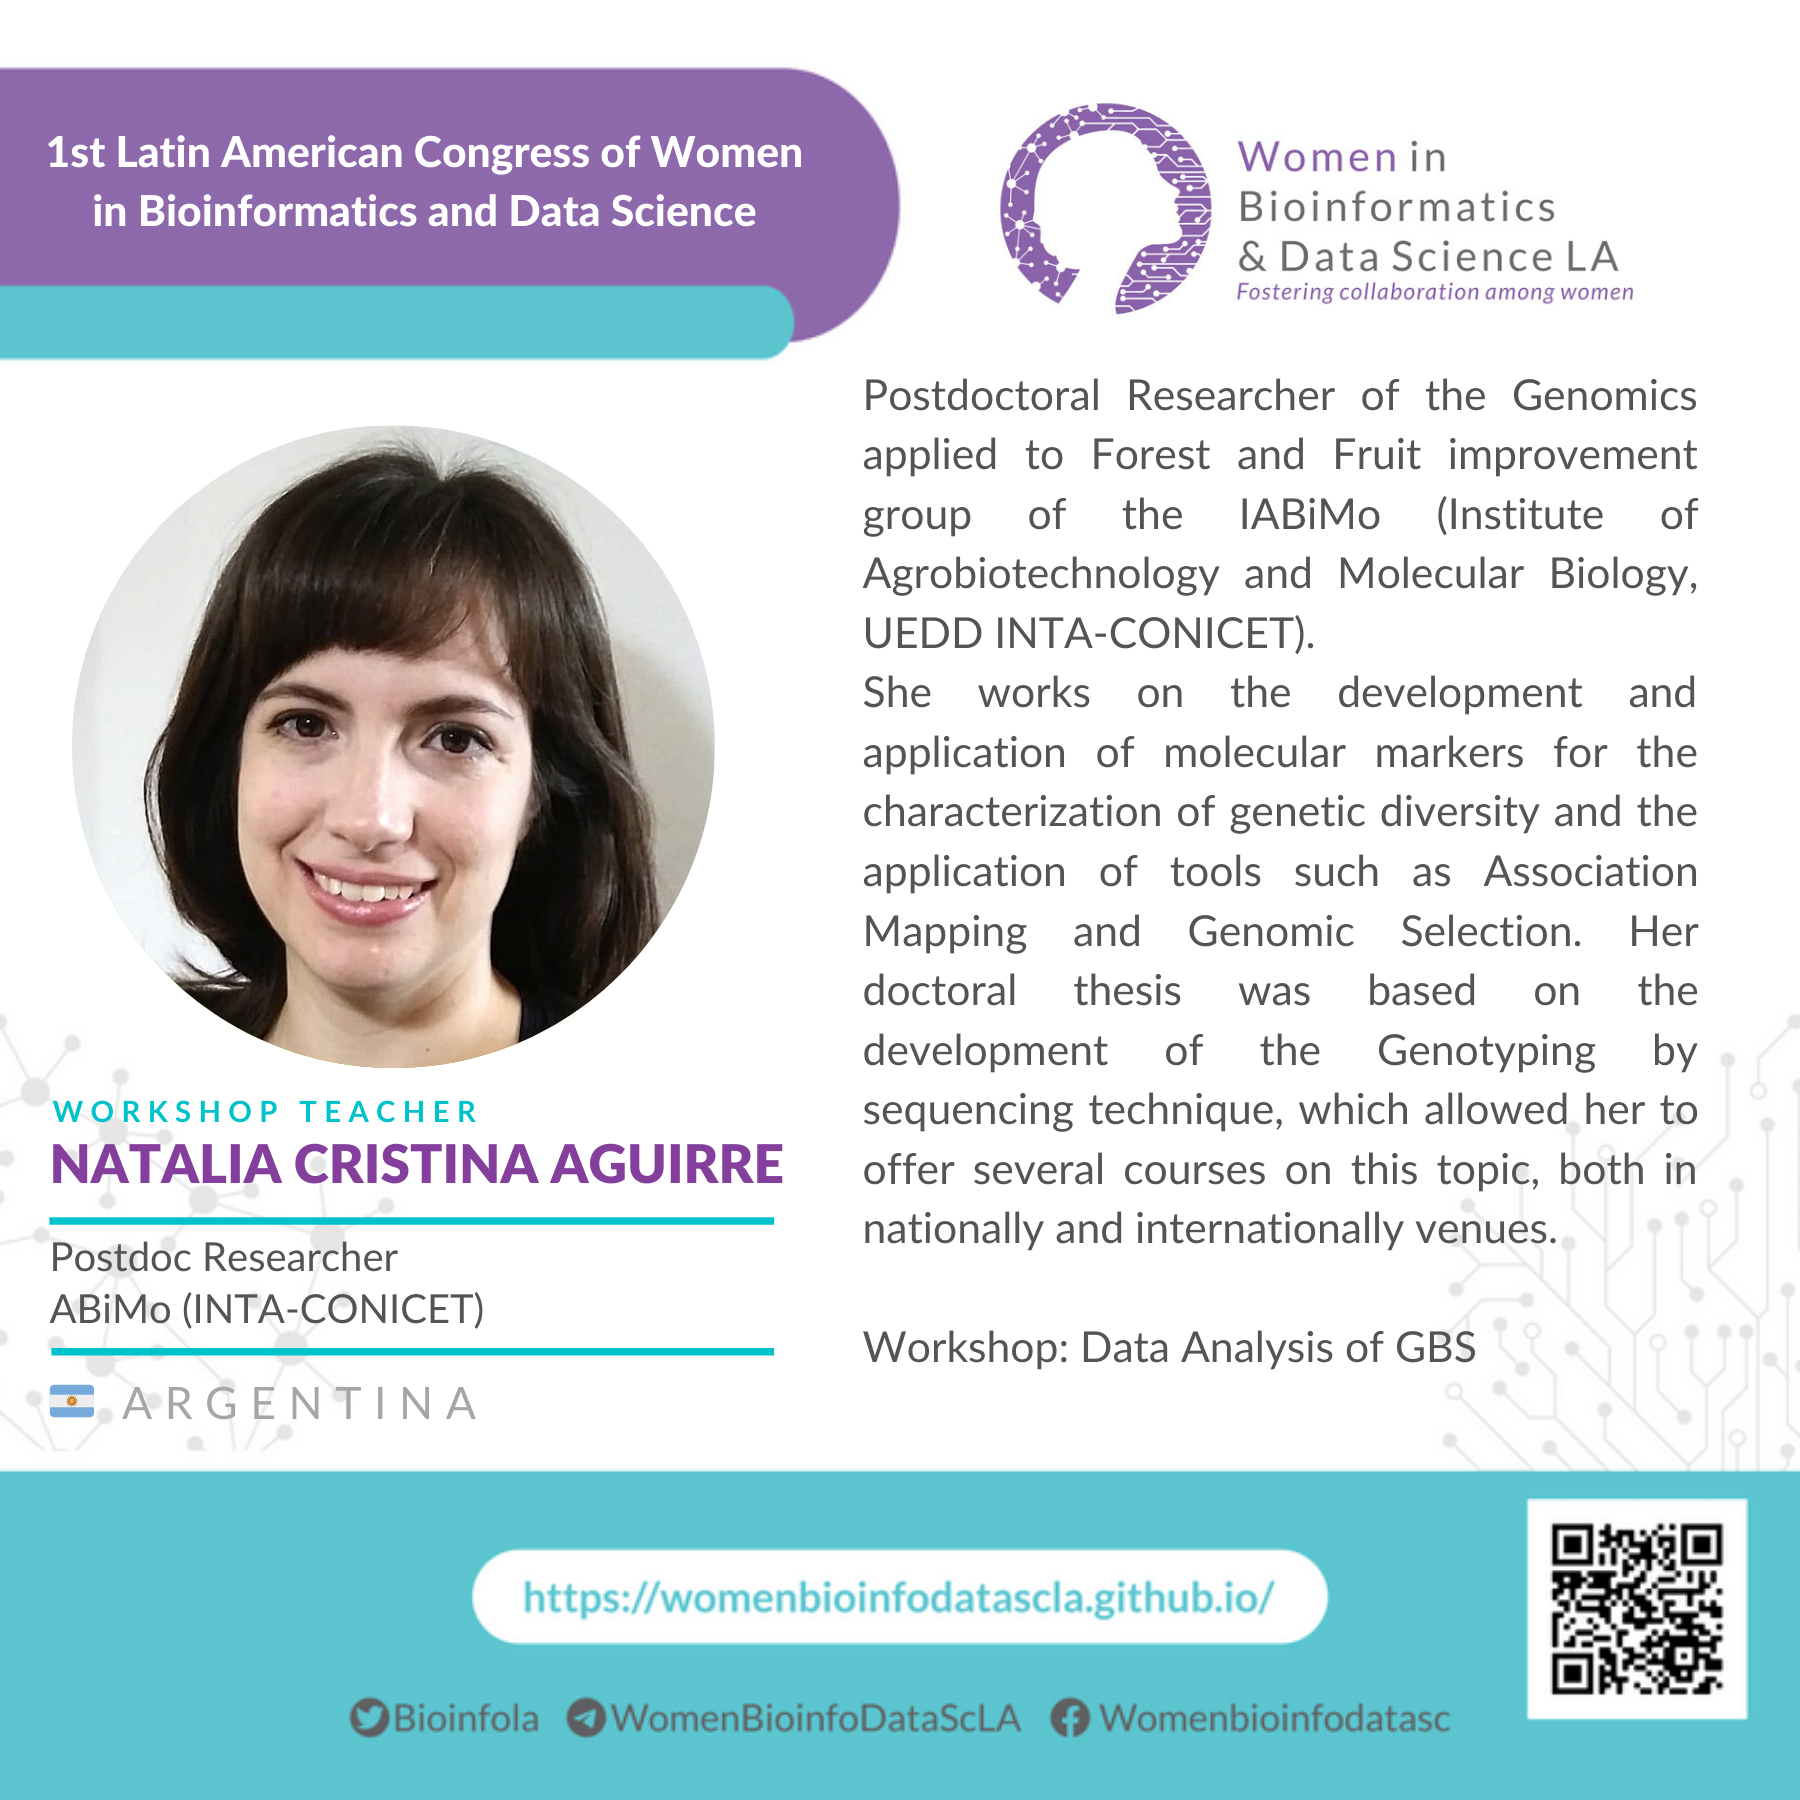 1st Latin American Congress of Women
in Bioinformatics and Data Science
Women in
Bioinformatics
& Data Science LA
Fostering collaboration among women
Postdoctoral Researcher of the Genomics
applied to Forest and Fruit improvement
group of the IABiMo (Institute of
Agrobiotechnology and Molecular Biology,
UEDD INTA-CONICET).
She works on the development and
application of molecular markers for the
characterization of genetic diversity and the
application of tools such as Association
Mapping and Genomic Selection. Her
doctoral thesis was based on the
development of the Genotyping by
sequencing technique, which allowed her to
offer several courses on this topic, both in
nationally and internationally venues.
Workshop: Data Analysis of GBS
WORKSHOP TEACHER
NATALIA CRISTINA AGUIRRE
Postdoc Researcher
ABiMo (INTA-CONICET)
ARGENTINA
https://womenbioinfodatascla.github.io/
Bioinfola WomenBioinfoDataScLA Womenbioinfodatasc